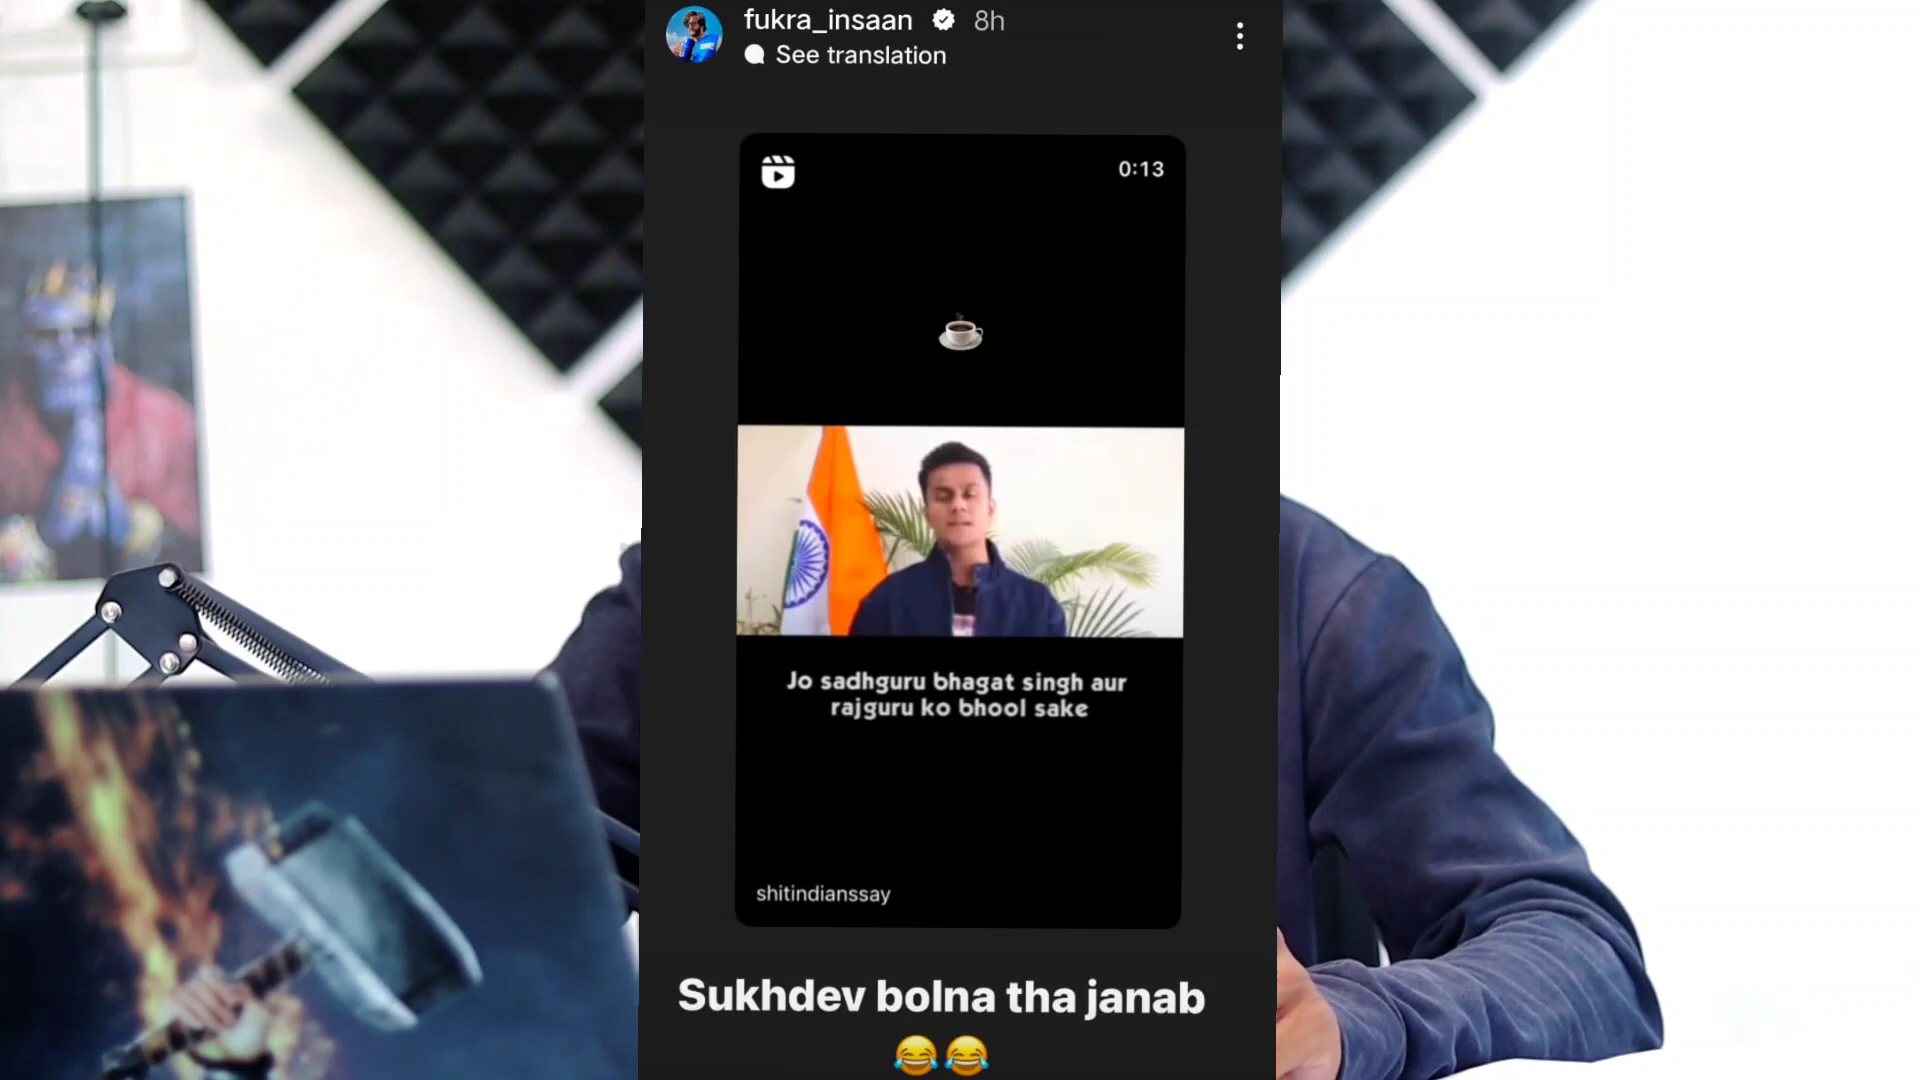 fukra_insaan 8h
See translation
0:13
Jo sadhguru bhagat singh aur
rajguru ko bhool sake
shitindianssay
Sukhdev bolna tha janab
😂😂